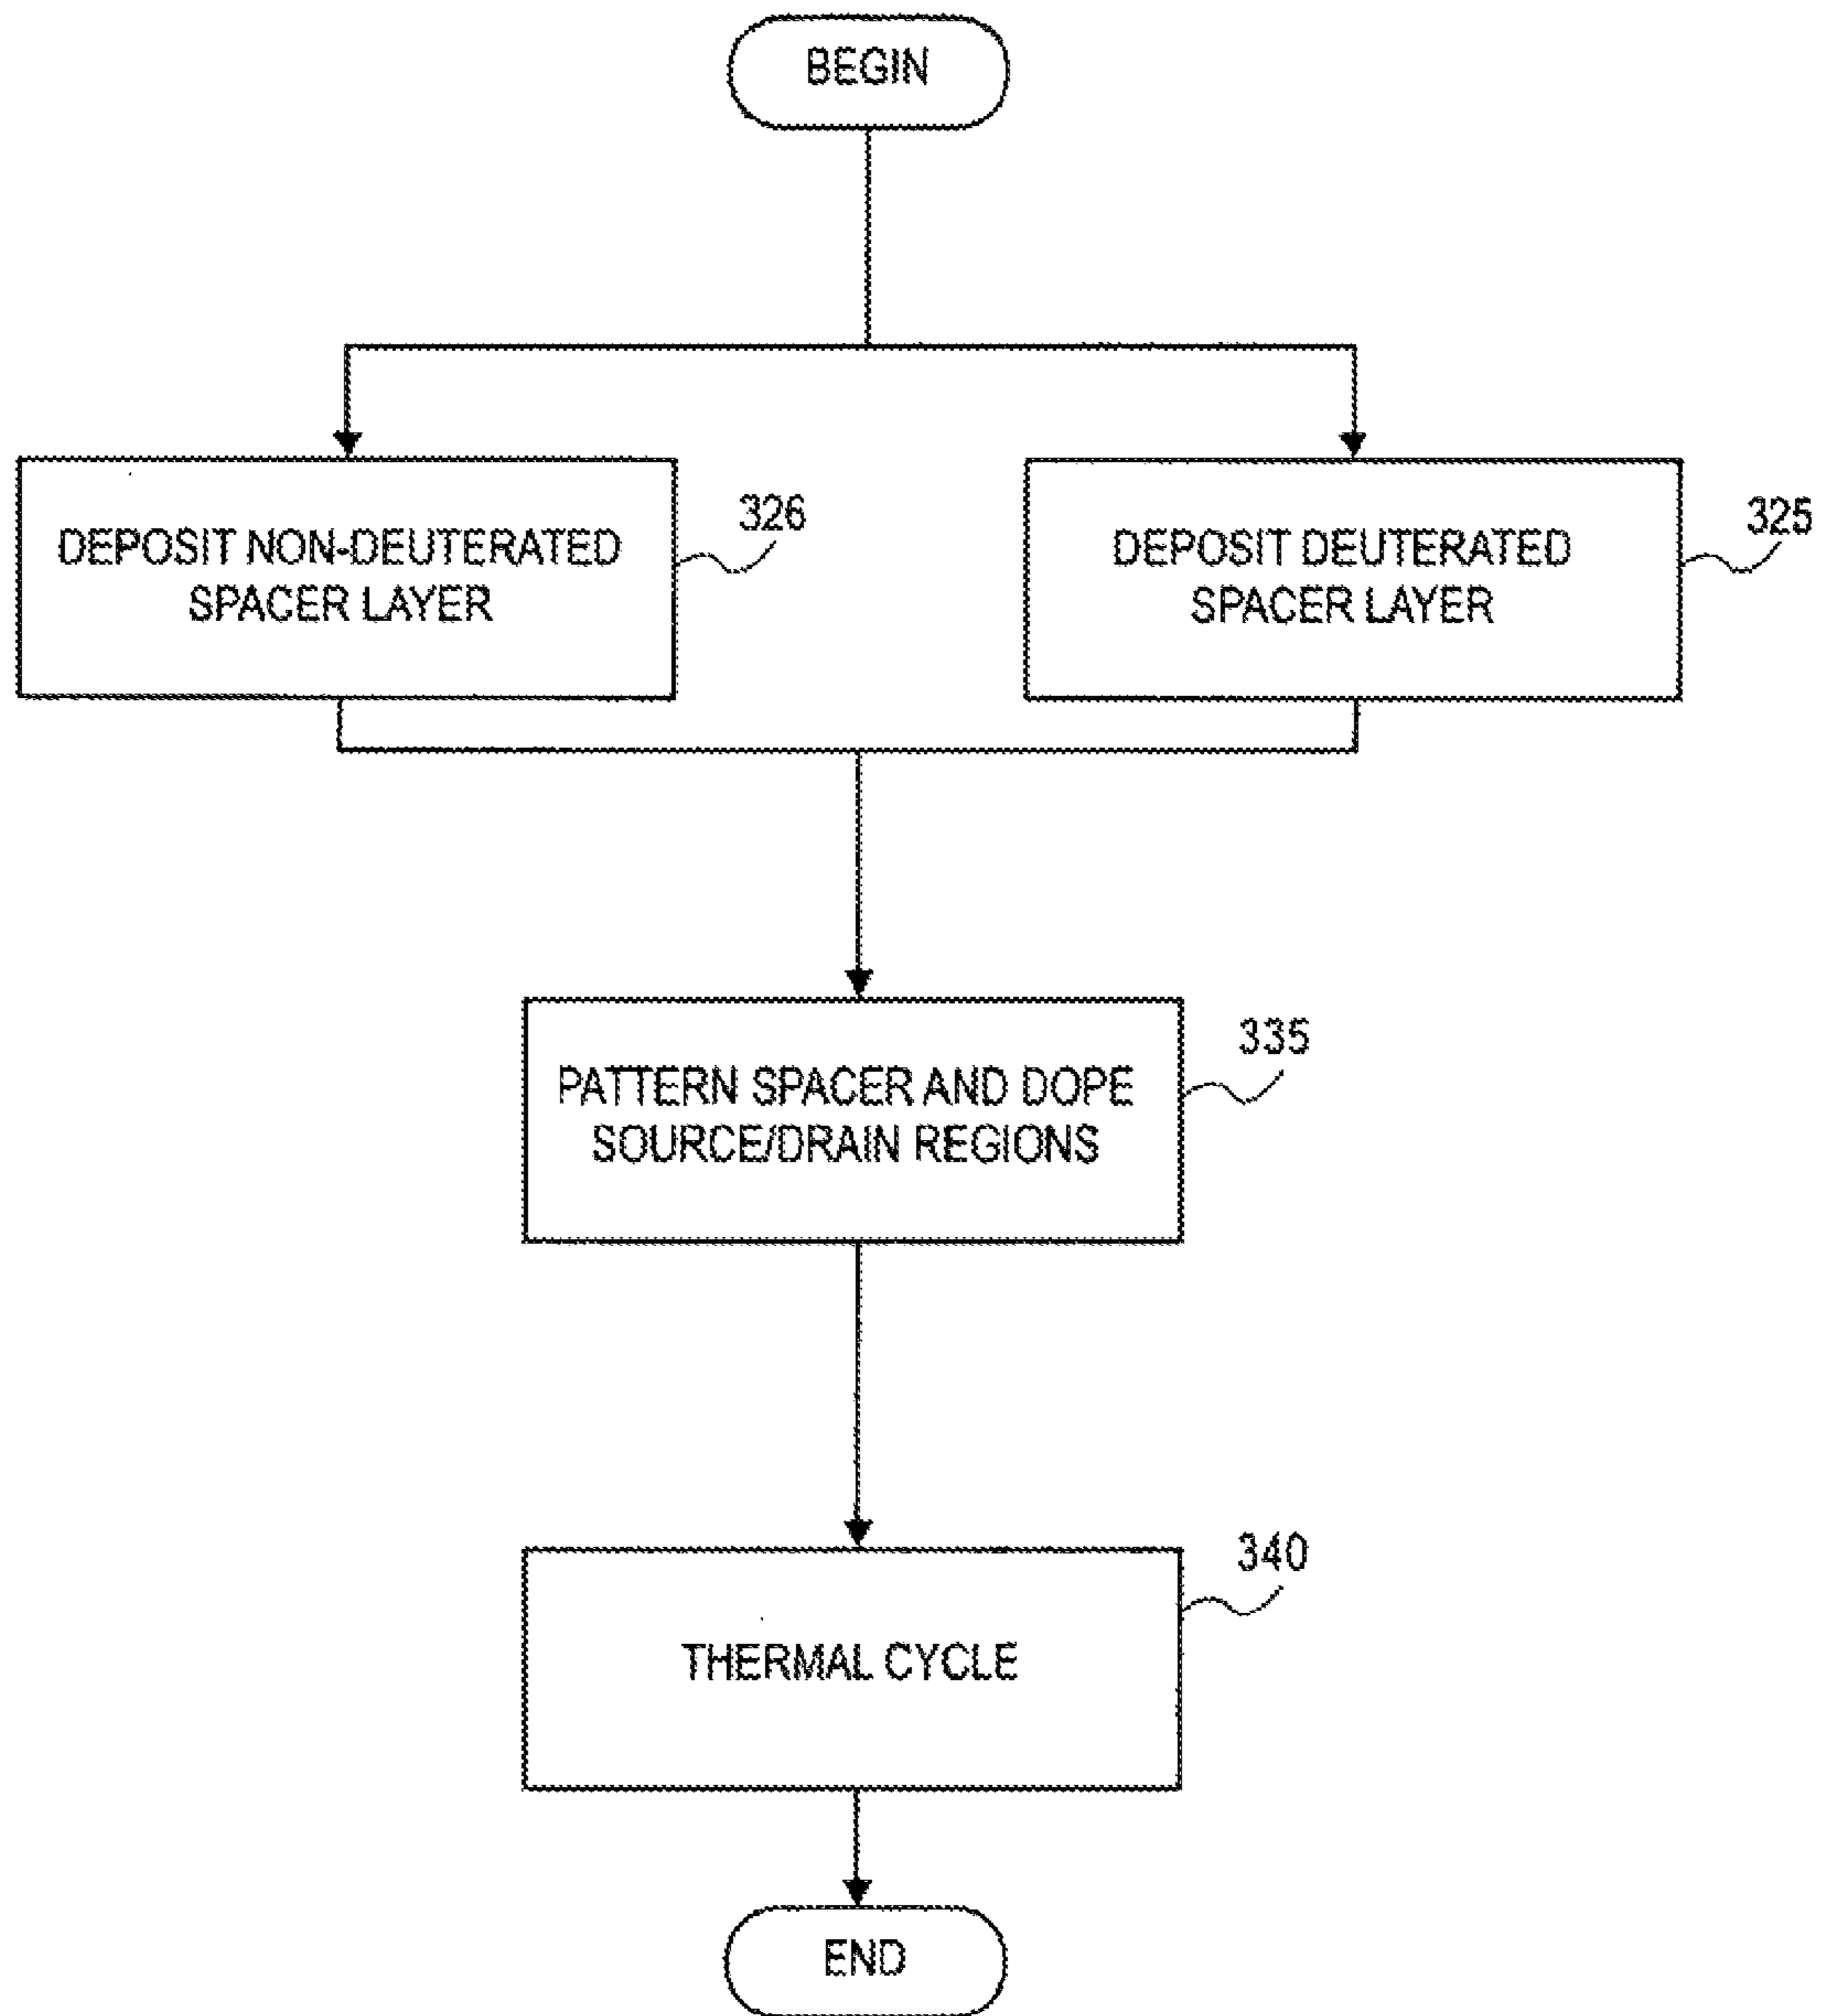 BEGIN
DEPOSIT NON-DEUTERATED
SPACER LAYER
326
DEPOSIT DEUTERATED
SPACER LAYER
325
PATTERN SPACER AND DOPE
SOURCE/DRAIN REGIONS
335
THERMAL CYCLE
340
END